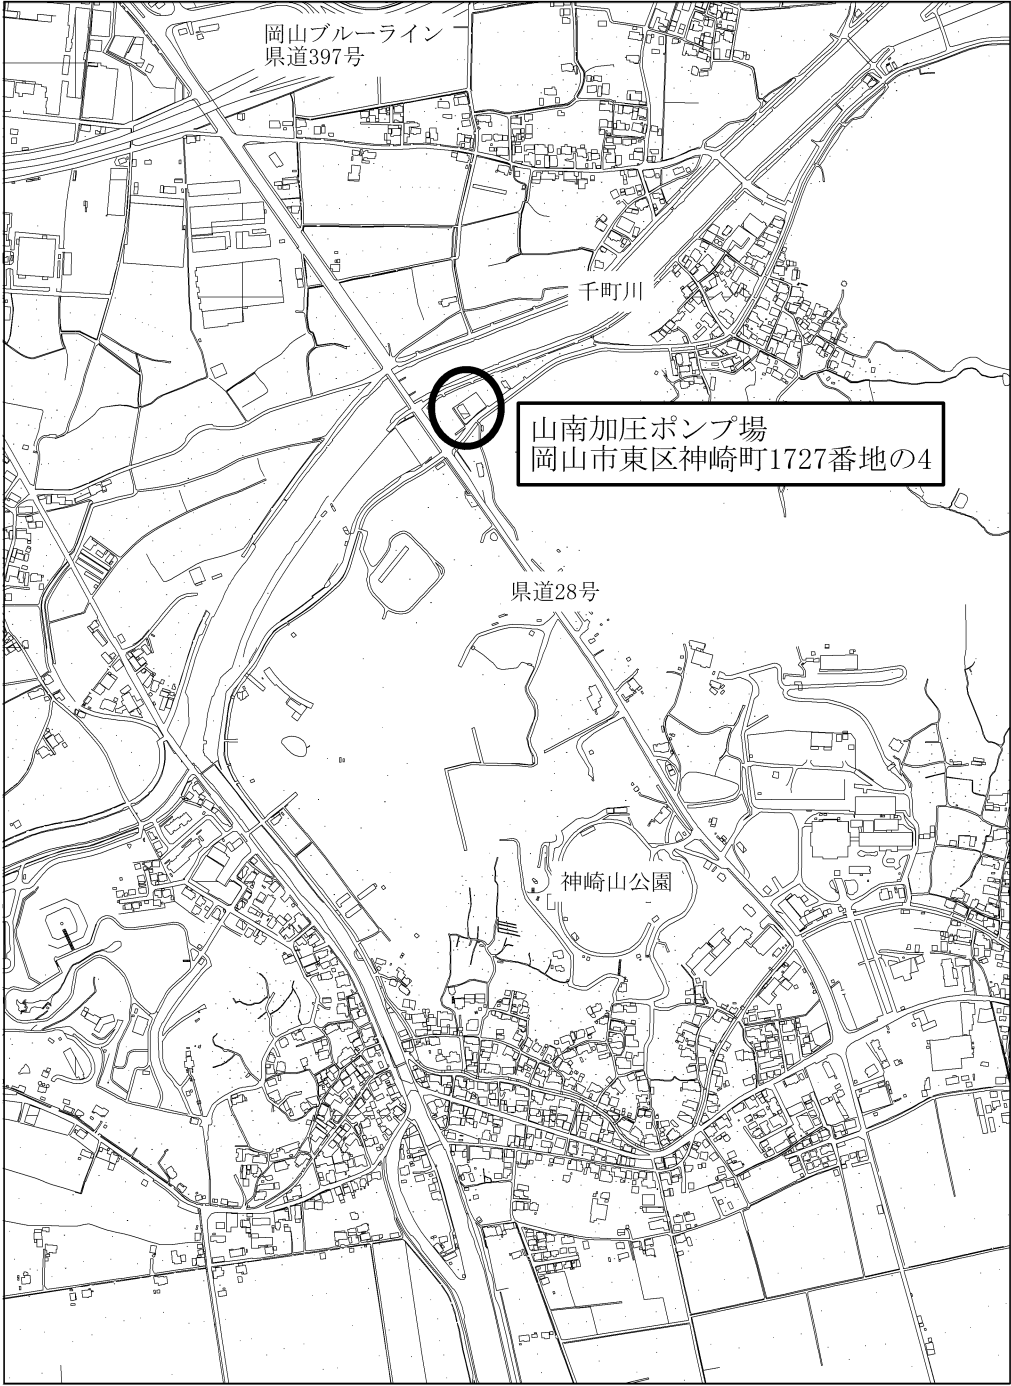 岡山ブルーライン
県道397号
千町川
山南加圧ポンプ場
岡山市東区神崎町1727番地の4
県道28号
神崎山公園